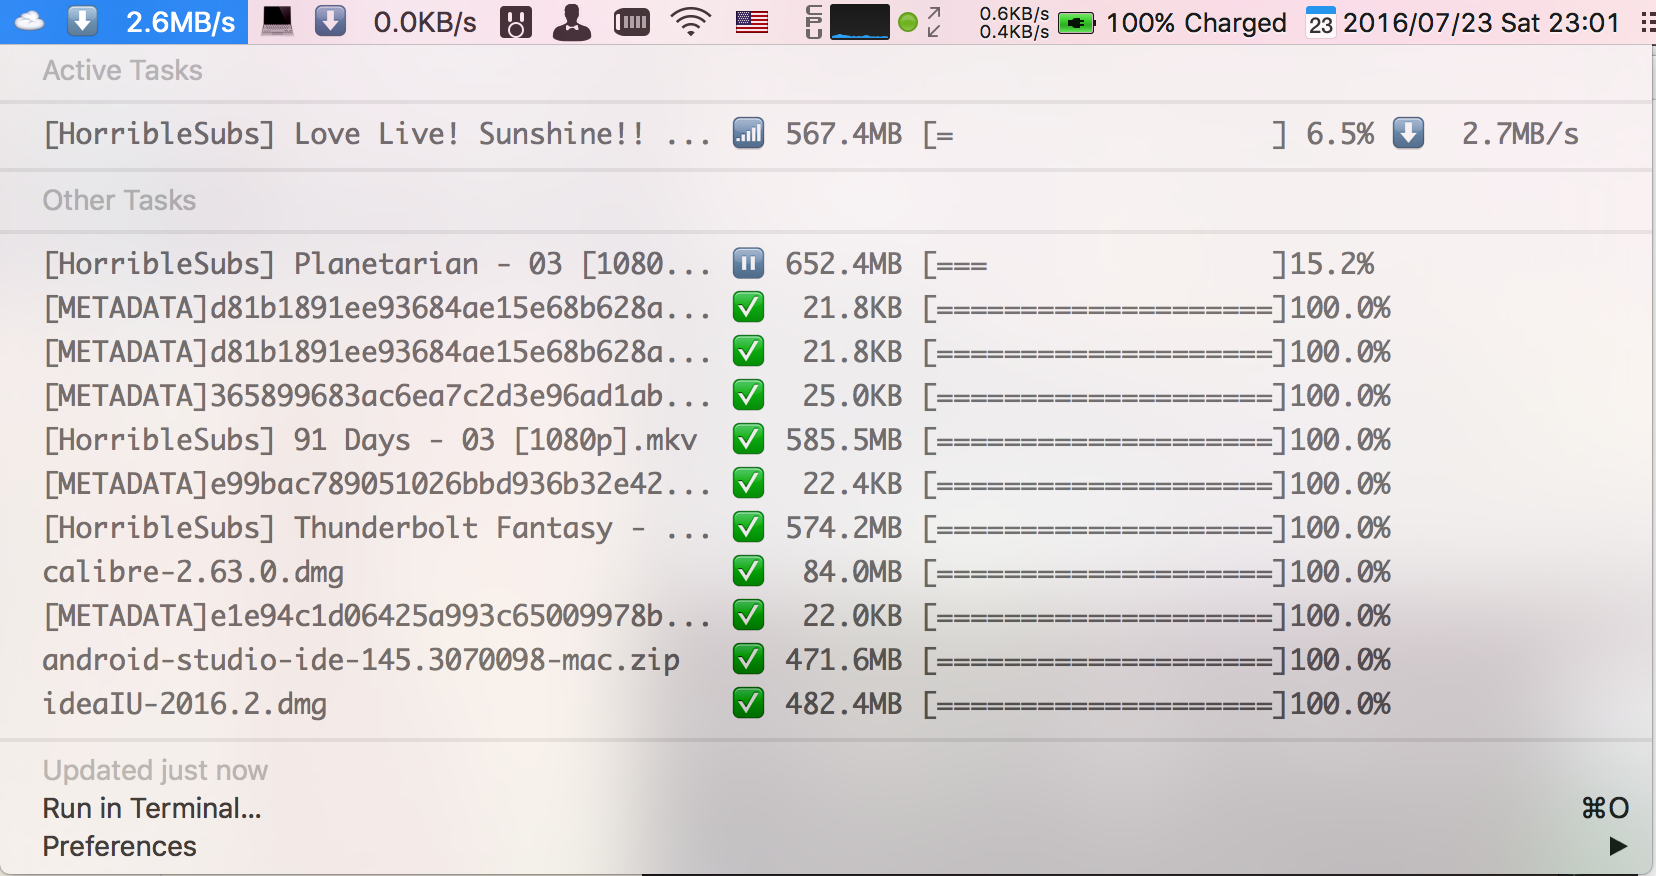 2.6MB/s 0.0KB/s CPU 0.6KB/s 0.4KB/s 100% Charged 23 2016/07/23 Sat 23:01
Active Tasks
[HorribleSubs] Love Live! Sunshine!! ... 567.4MB [= ] 6.5% 2.7MB/s
Other Tasks
[HorribleSubs] Planetarian - 03 [1080... 652.4MB [=== ]15.2%
[METADATA]d81b1891ee93684ae15e68b628a... 21.8KB [====================]100.0%
[METADATA]d81b1891ee93684ae15e68b628a... 21.8KB [====================]100.0%
[METADATA]365899683ac6ea7c2d3e96ad1ab... 25.0KB [====================]100.0%
[HorribleSubs] 91 Days - 03 [1080p].mkv 585.5MB [====================]100.0%
[METADATA]e99bac789051026bbd936b32e42... 22.4KB [====================]100.0%
[HorribleSubs] Thunderbolt Fantasy - ... 574.2MB [====================]100.0%
calibre-2.63.0.dmg 84.0MB [====================]100.0%
[METADATA]e1e94c1d06425a993c65009978b... 22.0KB [====================]100.0%
android-studio-ide-145.3070098-mac.zip 471.6MB [====================]100.0%
ideaIU-2016.2.dmg 482.4MB [====================]100.0%
Updated just now
Run in Terminal... ⌘O
Preferences